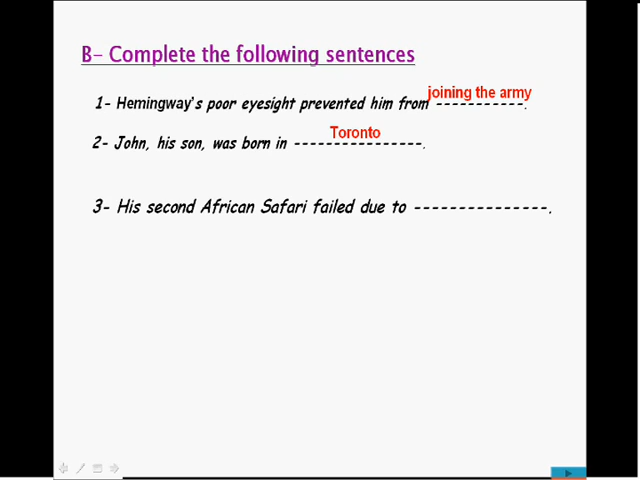 B- Complete the following sentences
joining the army
1- Hemingway's poor eyesight prevented him from -----------.
Toronto
2- John, his son, was born in ----------------.
3- His second African Safari failed due to ---------------.